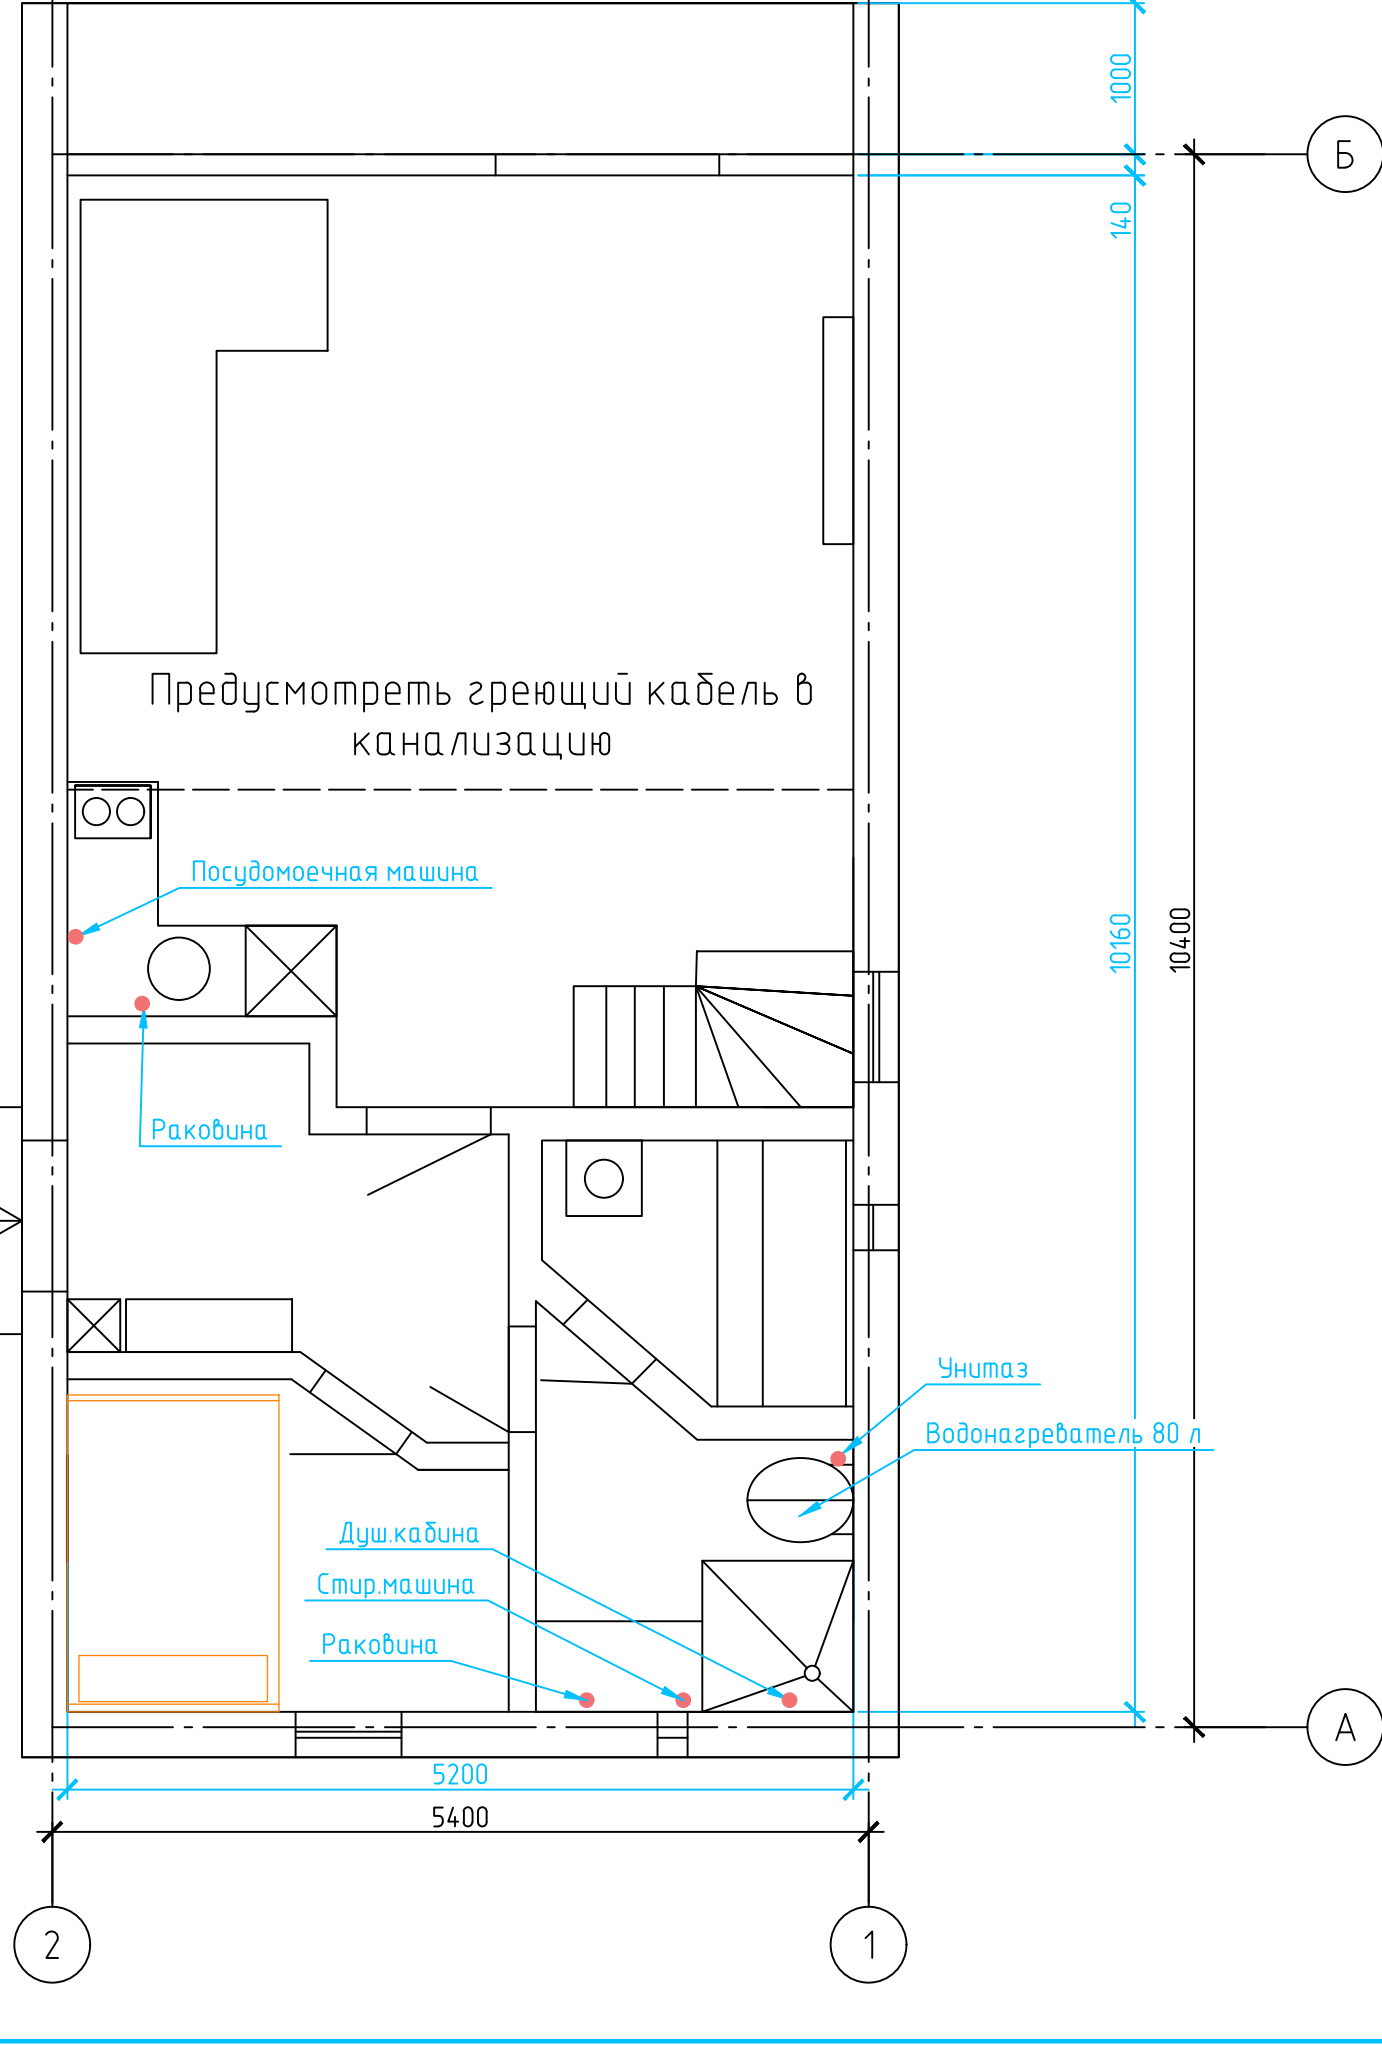 1000
Б
140
Предусмотреть греющий кабель в
канализацию
Посудомоечная машина
10160
10400
Раковина
Унитаз
Водонагреватель 80 л
Душ.кабина
Стир.машина
Раковина
А
5200
5400
2
1